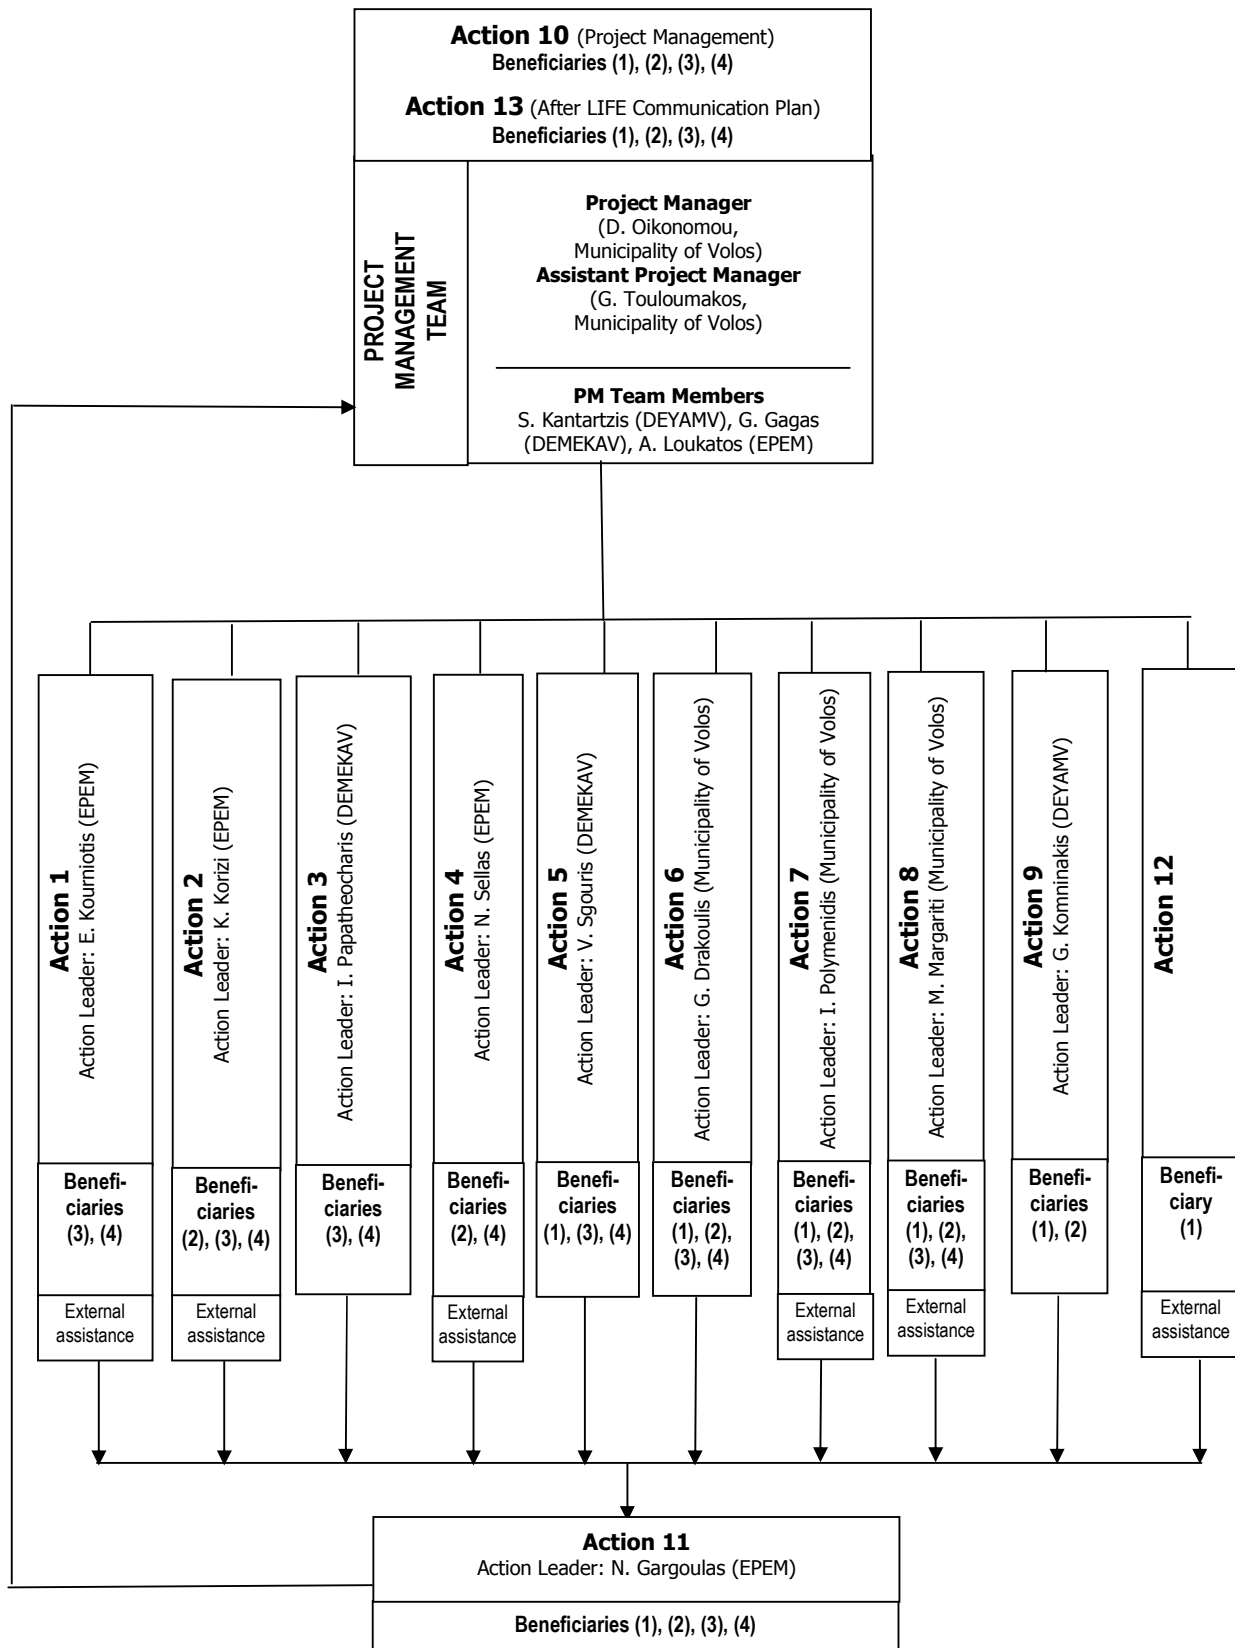 Action 10 (Project Management)
Beneficiaries (1), (2), (3), (4)
Action 13 (After LIFE Communication Plan)
Beneficiaries (1), (2), (3), (4)
PROJECT
MANAGEMENT
TEAM
Project Manager
(D. Oikonomou,
Municipality of Volos)
Assistant Project Manager
(G. Touloumakos,
Municipality of Volos)
PM Team Members
S. Kantartzis (DEYAMV), G. Gagas
(DEMEKAV), A. Loukatos (EPEM)
Action 1
Action Leader: E. Kourniotis (EPEM)
Benefi-
ciaries
(3), (4)
External
assistance
Action 2
Action Leader: K. Korizi (EPEM)
Benefi-
ciaries
(2), (3), (4)
External
assistance
Action 3
Action Leader: I. Papatheocharis (DEMEKAV)
Benefi-
ciaries
(3), (4)
Action 4
Action Leader: N. Sellas (EPEM)
Benefi-
ciaries
(2), (4)
External
assistance
Action 5
Action Leader: V. Sgouris (DEMEKAV)
Benefi-
ciaries
(1), (3), (4)
Action 6
Action Leader: G. Drakoulis (Municipality of Volos)
Benefi-
ciaries
(1), (2),
(3), (4)
Action 7
Action Leader: I. Polymenidis (Municipality of Volos)
Benefi-
ciaries
(1), (2),
(3), (4)
External
assistance
Action 8
Action Leader: M. Margariti (Municipality of Volos)
Benefi-
ciaries
(1), (2),
(3), (4)
External
assistance
Action 9
Action Leader: G. Komninakis (DEYAMV)
Benefi-
ciaries
(1), (2)
Action 12
Benefi-
ciary
(1)
External
assistance
Action 11
Action Leader: N. Gargoulas (EPEM)
Beneficiaries (1), (2), (3), (4)